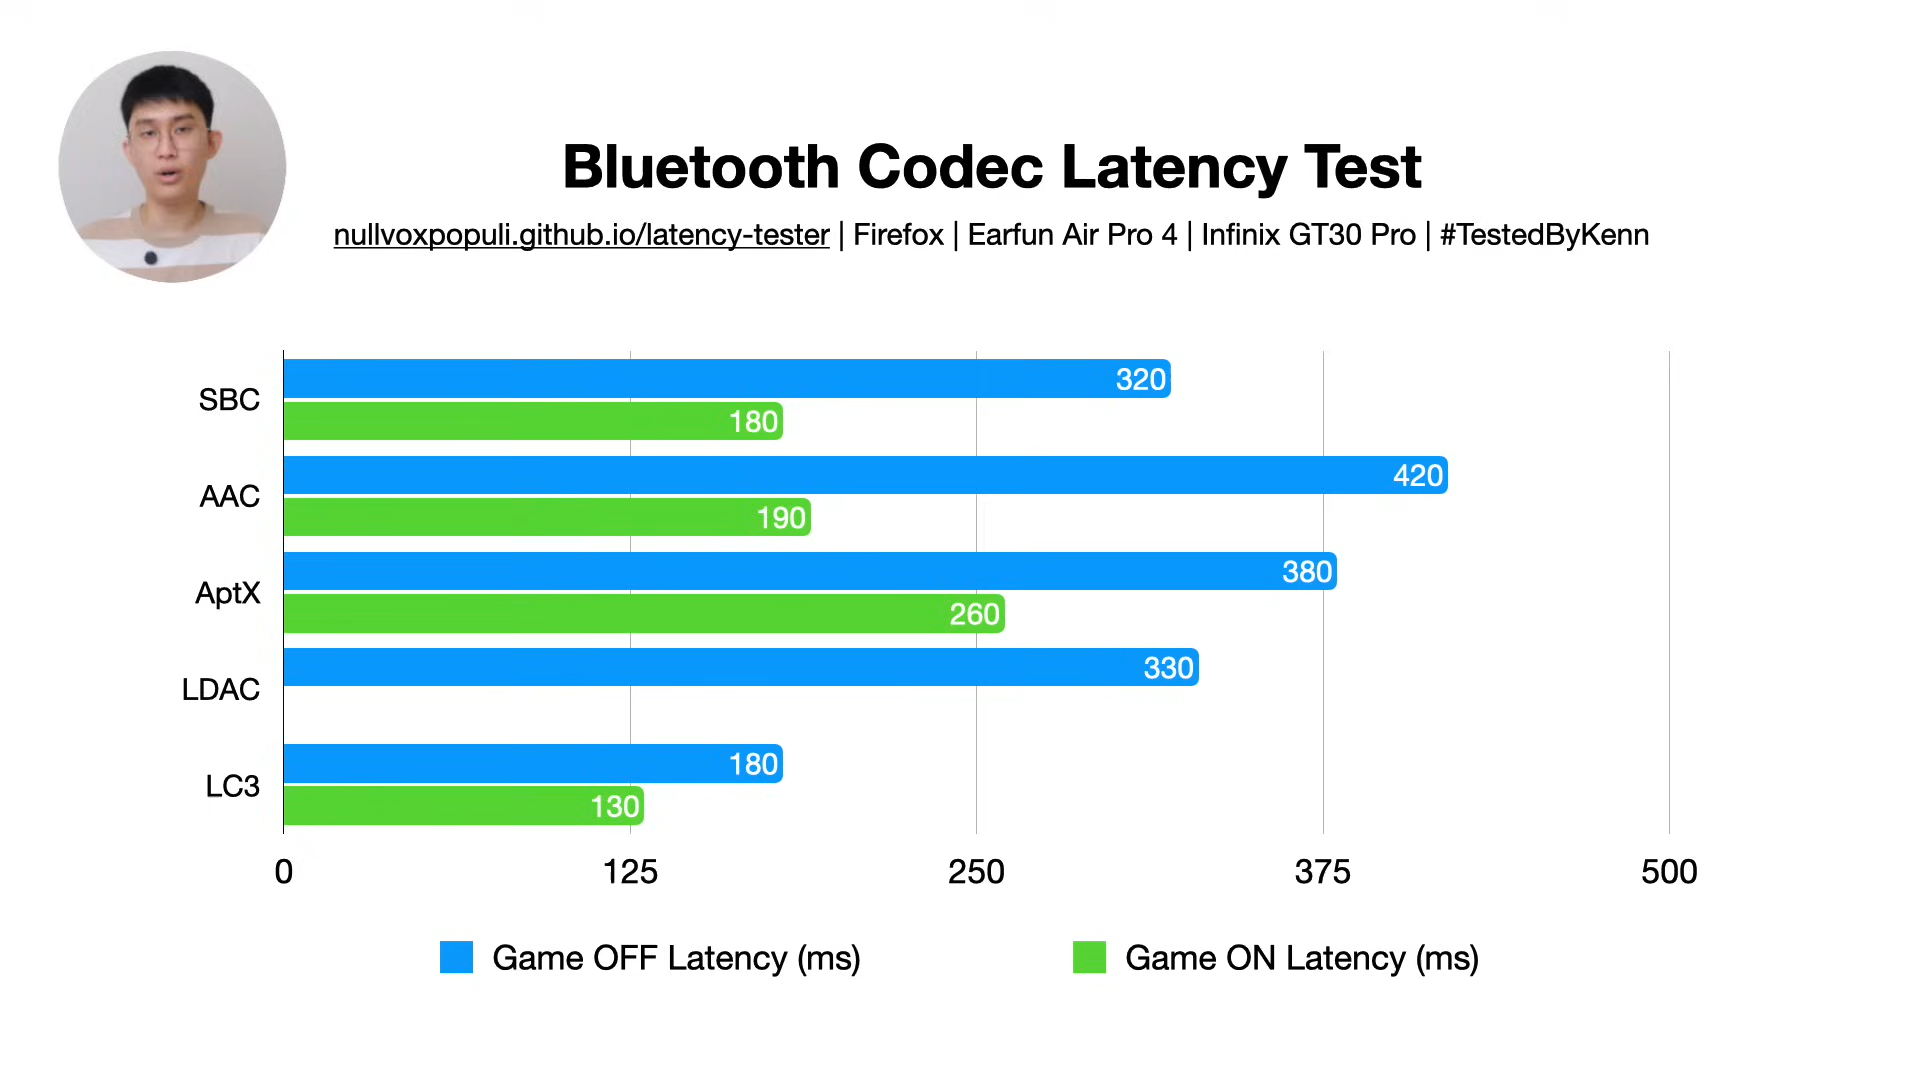 Bluetooth Codec Latency Test
nullvoxpopuli.github.io/latency-tester | Firefox | Earfun Air Pro 4 | Infinix GT30 Pro | #TestedByKenn
SBC
320
180
AAC
420
190
AptX
380
260
LDAC
330
LC3
180
130
0 125 250 375 500
Game OFF Latency (ms) Game ON Latency (ms)